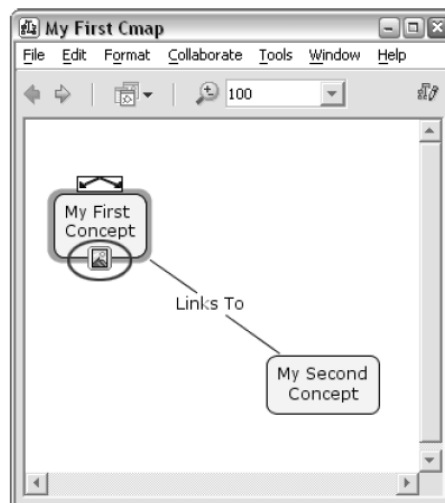 My First Cmap
File Edit Format Collaborate Tools Window Help
100
My First
Concept
Links To
My Second
Concept